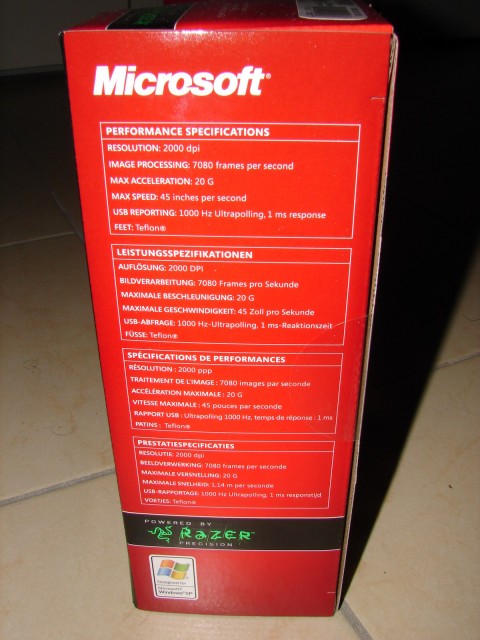 Microsoft®
PERFORMANCE SPECIFICATIONS
RESOLUTION: 2000 dpi
IMAGE PROCESSING: 7080 frames per second
MAX ACCELERATION: 20 G
MAX SPEED: 45 inches per second
USB REPORTING: 1000 Hz Ultrapolling, 1 ms response
FEET: Teflon®
LEISTUNGSSPEZIFIKATIONEN
AUFLÖSUNG: 2000 DPI
BILDVERARBEITUNG: 7080 Frames pro Sekunde
MAXIMALE BESCHLEUNIGUNG: 20 G
MAXIMALE GESCHWINDIGKEIT: 45 Zoll pro Sekunde
USB-ABFRAGE: 1000 Hz-Ultrapolling, 1 ms-Reaktionszeit
FÜSSE: Teflon®
SPÉCIFICATIONS DE PERFORMANCES
RÉSOLUTION : 2000 ppp
TRAITEMENT DE L'IMAGE : 7080 images par seconde
ACCÉLÉRATION MAXIMALE : 20 G
VITESSE MAXIMALE : 45 pouces par seconde
RAPPORT USB : Ultrapolling 1000 Hz, temps de réponse : 1 ms
PATINS : Teflon®
PRESTATIESPECIFICATIES
RESOLUTIE: 2000 dpi
BEELDVERWERKING: 7080 frames per seconde
MAXIMALE VERSNELLING: 20 G
MAXIMALE SNELHEID: 1,14 m per seconde
USB-RAPPORTAGE: 1000 Hz Ultrapolling, 1 ms responstijd
VOETJES: Teflon®
POWERED BY
RAZER™
PRECISION
Designed for
Microsoft®
Windows®XP